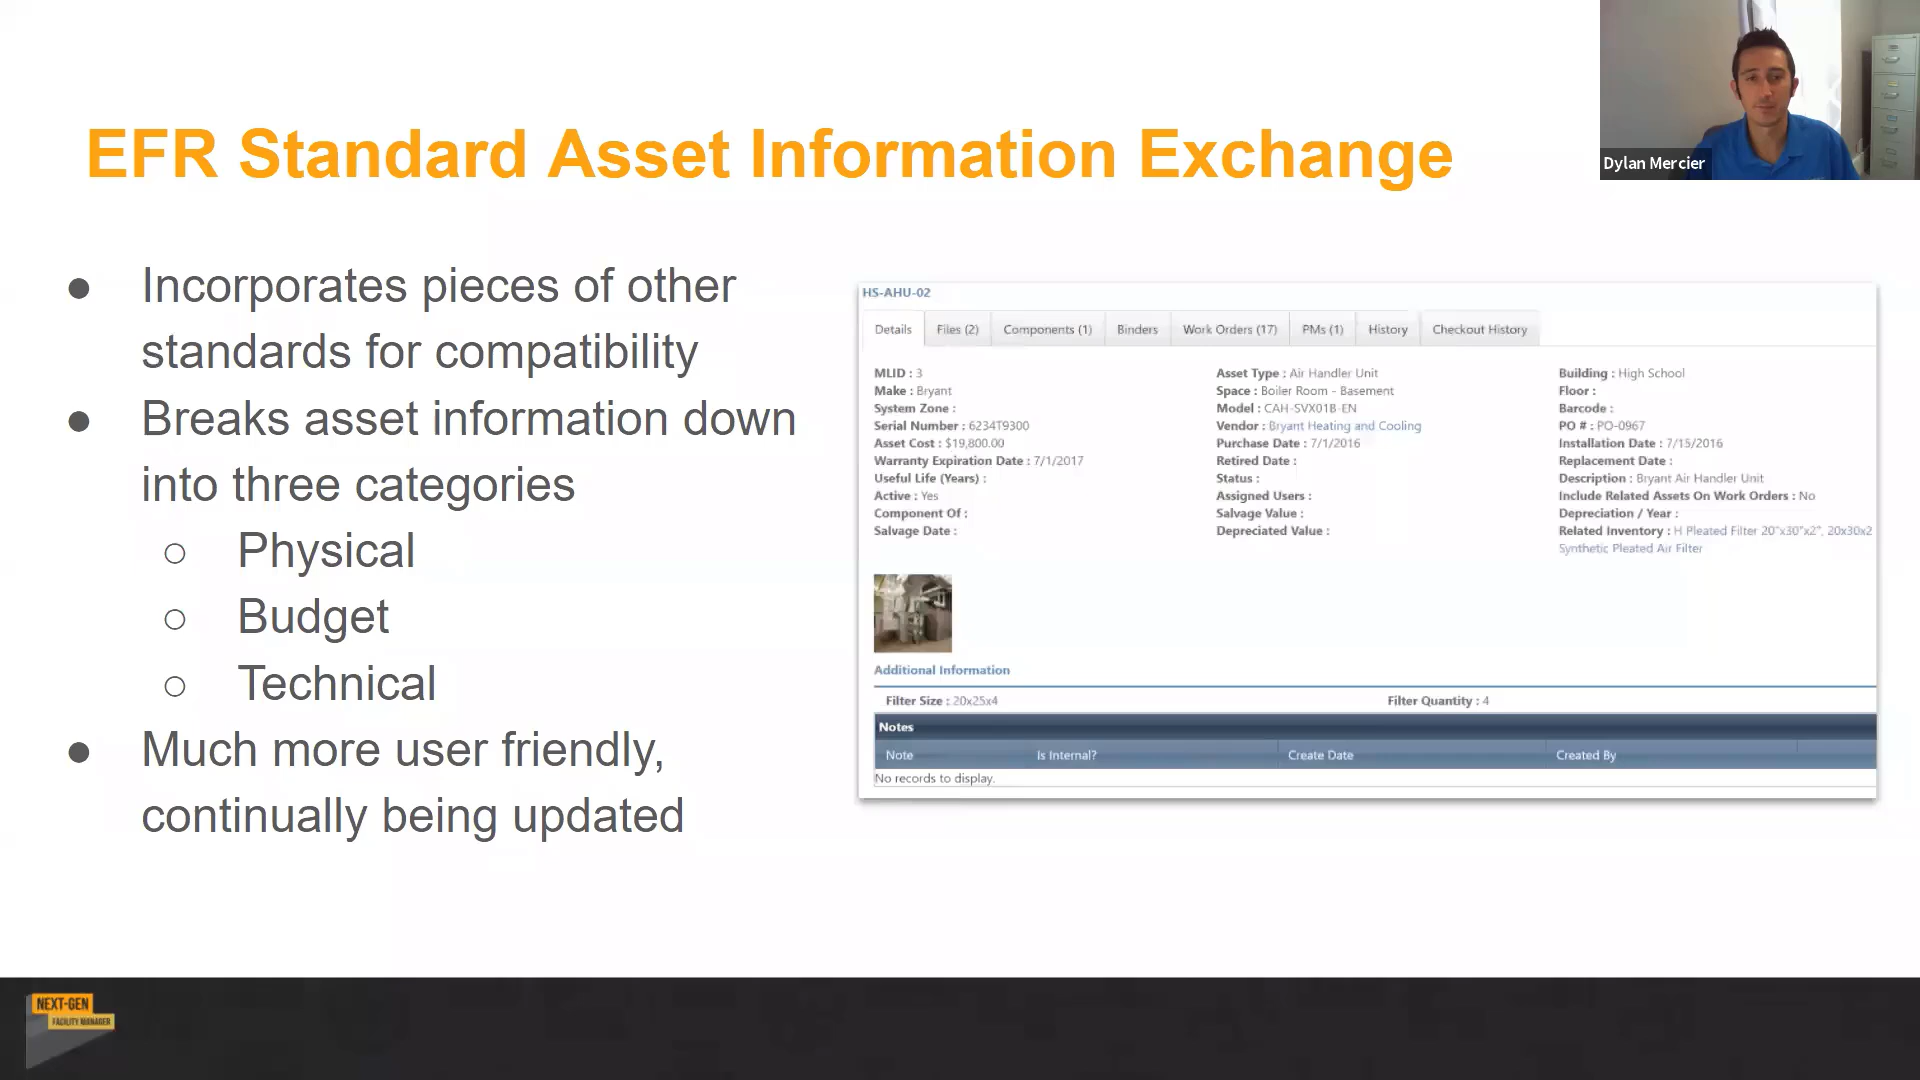 Dylan Mercier
EFR Standard Asset Information Exchange
● Incorporates pieces of other
standards for compatibility
● Breaks asset information down
into three categories
○ Physical
○ Budget
○ Technical
● Much more user friendly,
continually being updated
HS-AHU-02
Details Files (2) Components (1) Binders Work Orders (17) PMs (1) History Checkout History
MLID : 3 Asset Type : Air Handler Unit Building : High School
Make : Bryant Space : Boiler Room - Basement Floor :
System Zone : Model : CAH-SVX01B-EN Barcode :
Serial Number : 6234T9300 Vendor : Bryant Heating and Cooling PO # : PO-0967
Asset Cost : $19,800.00 Purchase Date : 7/1/2016 Installation Date : 7/15/2016
Warranty Expiration Date : 7/1/2017 Retired Date : Replacement Date :
Useful Life (Years) : Status : Description : Bryant Air Handler Unit
Active : Yes Assigned Users : Include Related Assets On Work Orders : No
Component Of : Salvage Value : Depreciation / Year :
Salvage Date : Depreciated Value : Related Inventory : H Pleated Filter 20"x30"x2", 20x30x2
Synthetic Pleated Air Filter
Additional Information
Filter Size : 20x25x4 Filter Quantity : 4
Notes
Note Is Internal? Create Date Created By
No records to display.
NEXT-GEN
FACILITY MANAGER